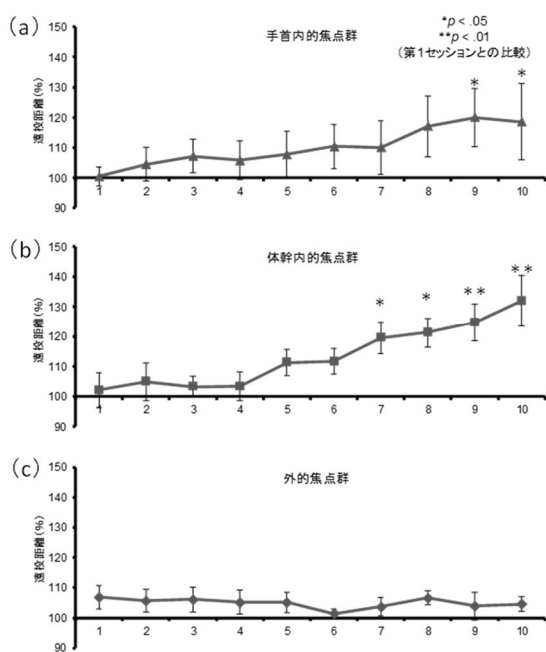 (a)
手首内的焦点群
*p < .05
**p < .01
(第1セッションとの比較)
遠投距離(%)
150
140
130
120
110
100
90
* *
1 2 3 4 5 6 7 8 9 10
(b)
体幹内的焦点群
遠投距離(%)
150
140
130
120
110
100
90
* * ** **
1 2 3 4 5 6 7 8 9 10
(c)
外的焦点群
遠投距離(%)
150
140
130
120
110
100
90
1 2 3 4 5 6 7 8 9 10